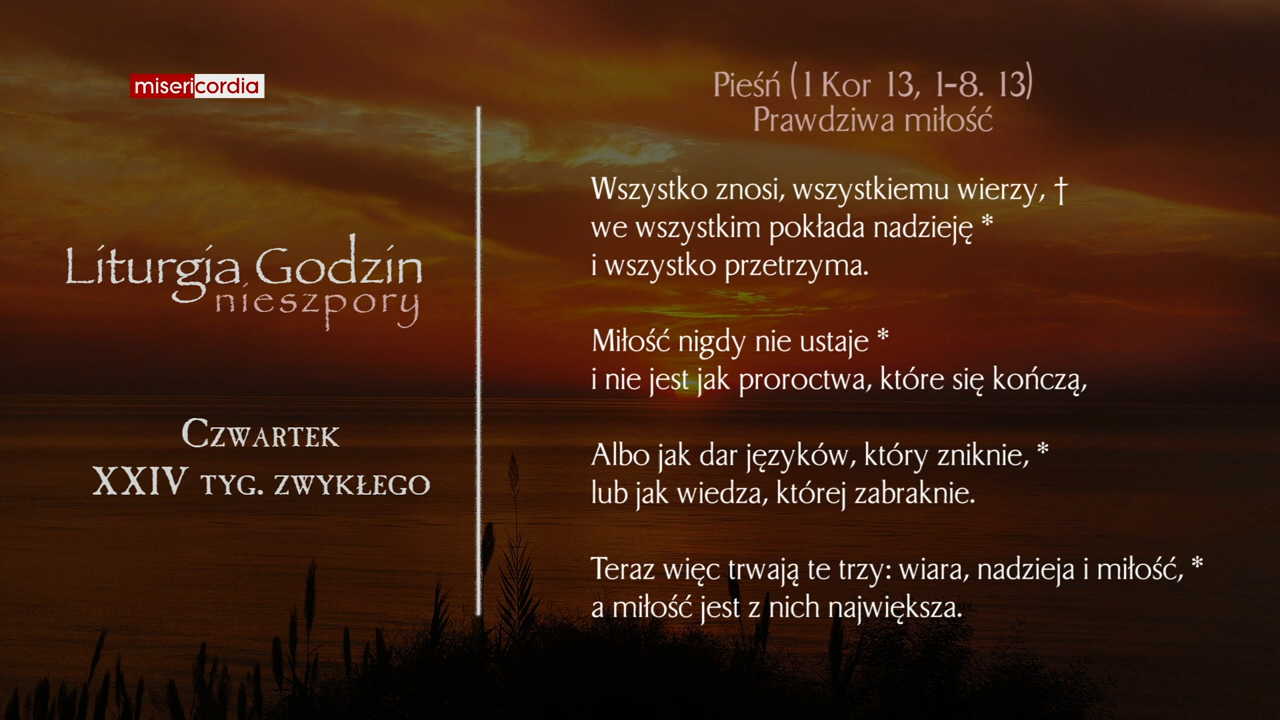 misericordia
Liturgia Godzin
nieszpory
Czwartek
XXIV tyg. zwykłego
Pieśń (1 Kor 13, 1-8. 13)
Prawdziwa miłość
Wszystko znosi, wszystkiemu wierzy, †
we wszystkim pokłada nadzieję *
i wszystko przetrzyma.
Miłość nigdy nie ustaje *
i nie jest jak proroctwa, które się kończą,
Albo jak dar języków, który zniknie, *
lub jak wiedza, której zabraknie.
Teraz więc trwają te trzy: wiara, nadzieja i miłość, *
a miłość jest z nich największa.